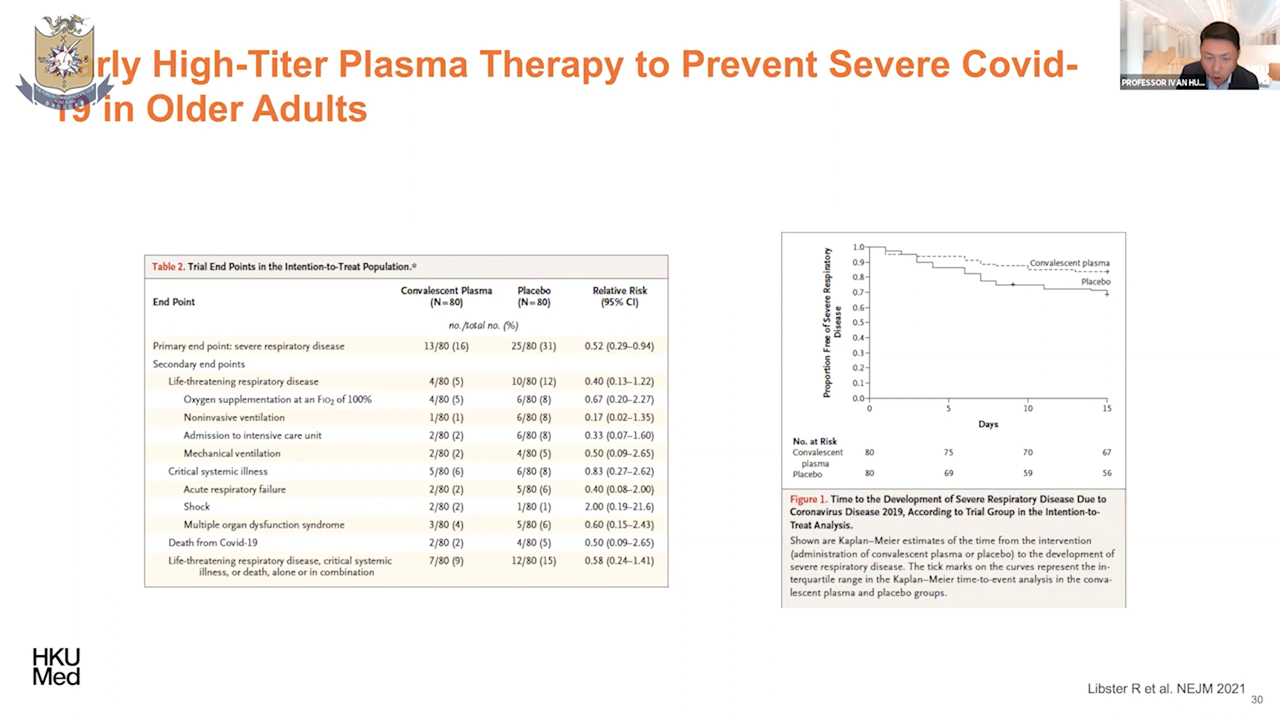 rly High-Titer Plasma Therapy to Prevent Severe Covid-
19 in Older Adults
PROFESSOR IVAN HU...
Table 2. Trial End Points in the Intention-to-Treat Population.*
End Point
Convalescent Plasma (N=80)
Placebo (N=80)
Relative Risk (95% CI)
no./total no. (%)
Primary end point: severe respiratory disease 13/80 (16) 25/80 (31) 0.52 (0.29–0.94)
Secondary end points
Life-threatening respiratory disease 4/80 (5) 10/80 (12) 0.40 (0.13–1.22)
Oxygen supplementation at an FIO2 of 100% 4/80 (5) 6/80 (8) 0.67 (0.20–2.27)
Noninvasive ventilation 1/80 (1) 6/80 (8) 0.17 (0.02–1.35)
Admission to intensive care unit 2/80 (2) 6/80 (8) 0.33 (0.07–1.60)
Mechanical ventilation 2/80 (2) 4/80 (5) 0.50 (0.09–2.65)
Critical systemic illness 5/80 (6) 6/80 (8) 0.83 (0.27–2.62)
Acute respiratory failure 2/80 (2) 5/80 (6) 0.40 (0.08–2.00)
Shock 2/80 (2) 1/80 (1) 2.00 (0.19–21.6)
Multiple organ dysfunction syndrome 3/80 (4) 5/80 (6) 0.60 (0.15–2.43)
Death from Covid-19 2/80 (2) 4/80 (5) 0.50 (0.09–2.65)
Life-threatening respiratory disease, critical systemic 7/80 (9) 12/80 (15) 0.58 (0.24–1.41)
illness, or death, alone or in combination
Proportion Free of Severe Respiratory
Disease
1.0
0.9
0.8
0.7
0.6
0.5
0.4
0.3
0.2
0.1
0.0
Convalescent plasma
Placebo
0 5 10 15
Days
No. at Risk
Convalescent 80 75 70 67
plasma
Placebo 80 69 59 56
Figure 1. Time to the Development of Severe Respiratory Disease Due to
Coronavirus Disease 2019, According to Trial Group in the Intention-to-
Treat Analysis.
Shown are Kaplan–Meier estimates of the time from the intervention
(administration of convalescent plasma or placebo) to the development of
severe respiratory disease. The tick marks on the curves represent the in-
terquartile range in the Kaplan–Meier time-to-event analysis in the conva-
lescent plasma and placebo groups.
HKU
Med
Libster R et al. NEJM 2021
30